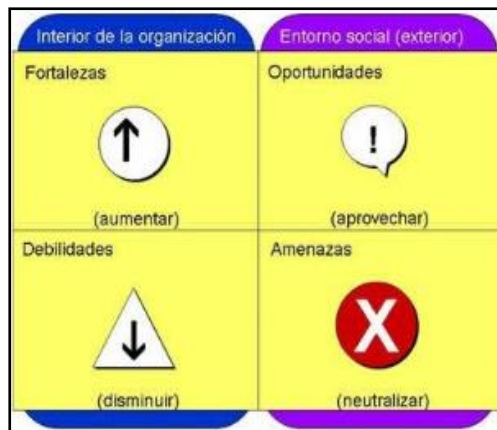 Interior de la organización
Entorno social (exterior)
Fortalezas
Oportunidades
!
(aumentar)
(aprovechar)
Debilidades
Amenazas
X
(disminuir)
(neutralizar)